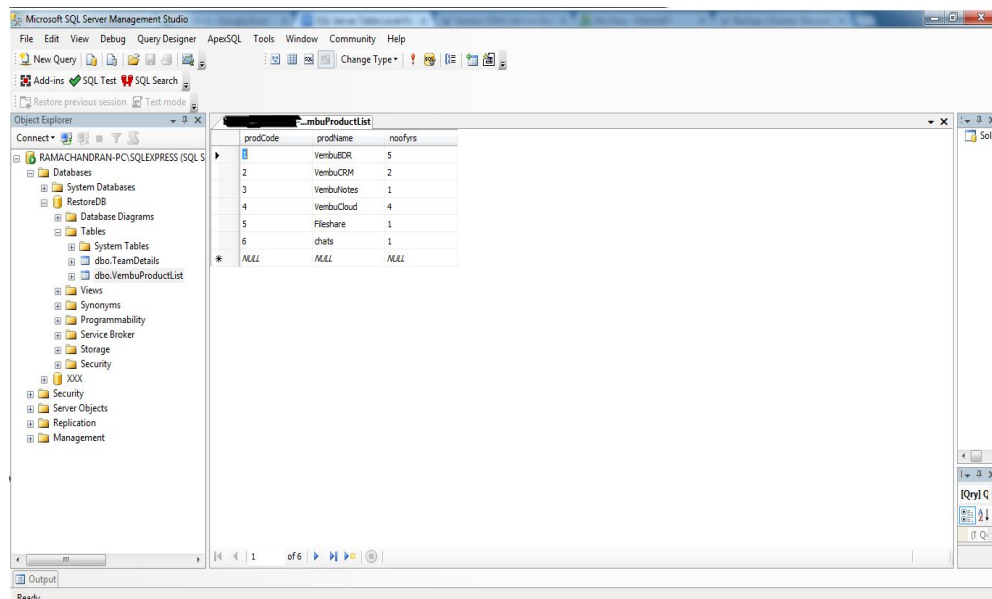 Microsoft SQL Server Management Studio
File Edit View Debug Query Designer ApexSQL Tools Window Community Help
New Query Change Type
Add-ins SQL Test SQL Search
Restore previous session Test mode
Object Explorer
Connect
RAMACHANDRAN-PC\SQLEXPRESS (SQL S
Databases
System Databases
RestoreDB
Database Diagrams
Tables
System Tables
dbo.TeamDetails
dbo.VembuProductList
Views
Synonyms
Programmability
Service Broker
Storage
Security
XXX
Security
Server Objects
Replication
Management
...mbuProductList
prodCode prodName noofyrs
1 VembuBDR 5
2 VembuCRM 2
3 VembuNotes 1
4 VembuCloud 4
5 Fileshare 1
6 chats 1
NULL NULL NULL
1 of 6
Sol
[Qry] Q
Output
Ready